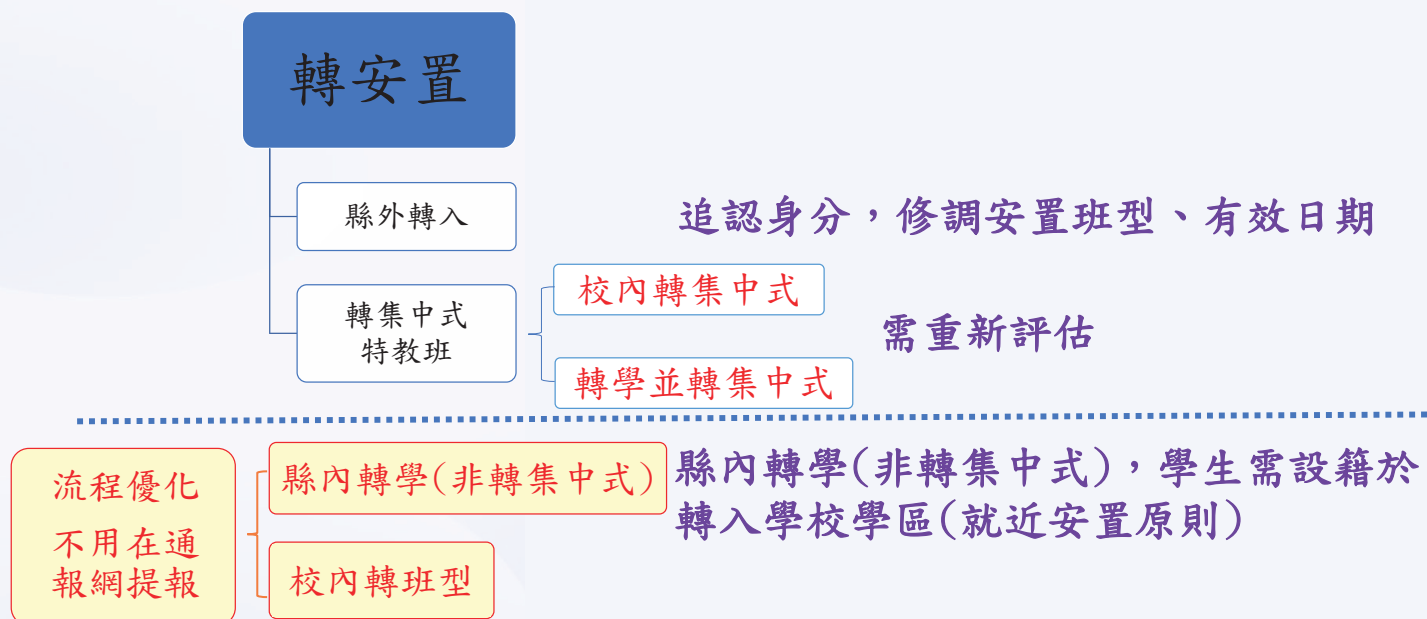 轉安置
縣外轉入
追認身分，修調安置班型、有效日期
轉集中式
特教班
校內轉集中式
需重新評估
轉學並轉集中式
流程優化
不用在通
報網提報
縣內轉學(非轉集中式)
校內轉班型
縣內轉學(非轉集中式)，學生需設籍於
轉入學校學區(就近安置原則)